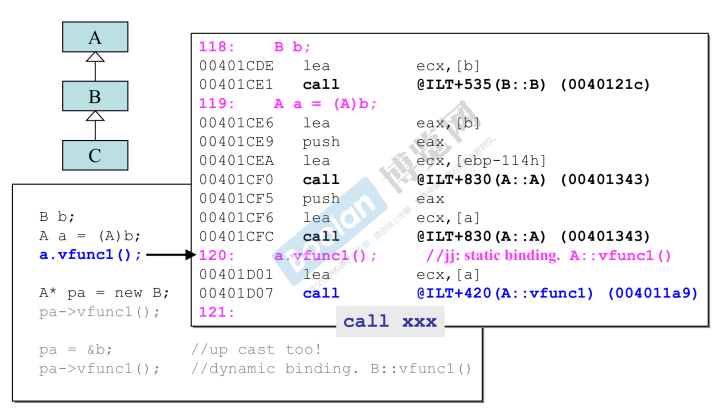 A
B
C
118: B b;
00401CDE lea ecx,[b]
00401CE1 call @ILT+535(B::B) (0040121c)
119: A a = (A)b;
00401CE6 lea eax,[b]
00401CE9 push eax
00401CEA lea ecx,[ebp-114h]
00401CF0 call @ILT+830(A::A) (00401343)
00401CF5 push eax
00401CF6 lea ecx,[a]
00401CFC call @ILT+830(A::A) (00401343)
120: a.vfunc1(); //jj: static binding. A::vfunc1()
00401D01 lea ecx,[a]
00401D07 call @ILT+420(A::vfunc1) (004011a9)
121:
call xxx
B b;
A a = (A)b;
a.vfunc1();
A* pa = new B;
pa->vfunc1();
pa = &b; //up cast too!
pa->vfunc1(); //dynamic binding. B::vfunc1()
Boolan 博览网